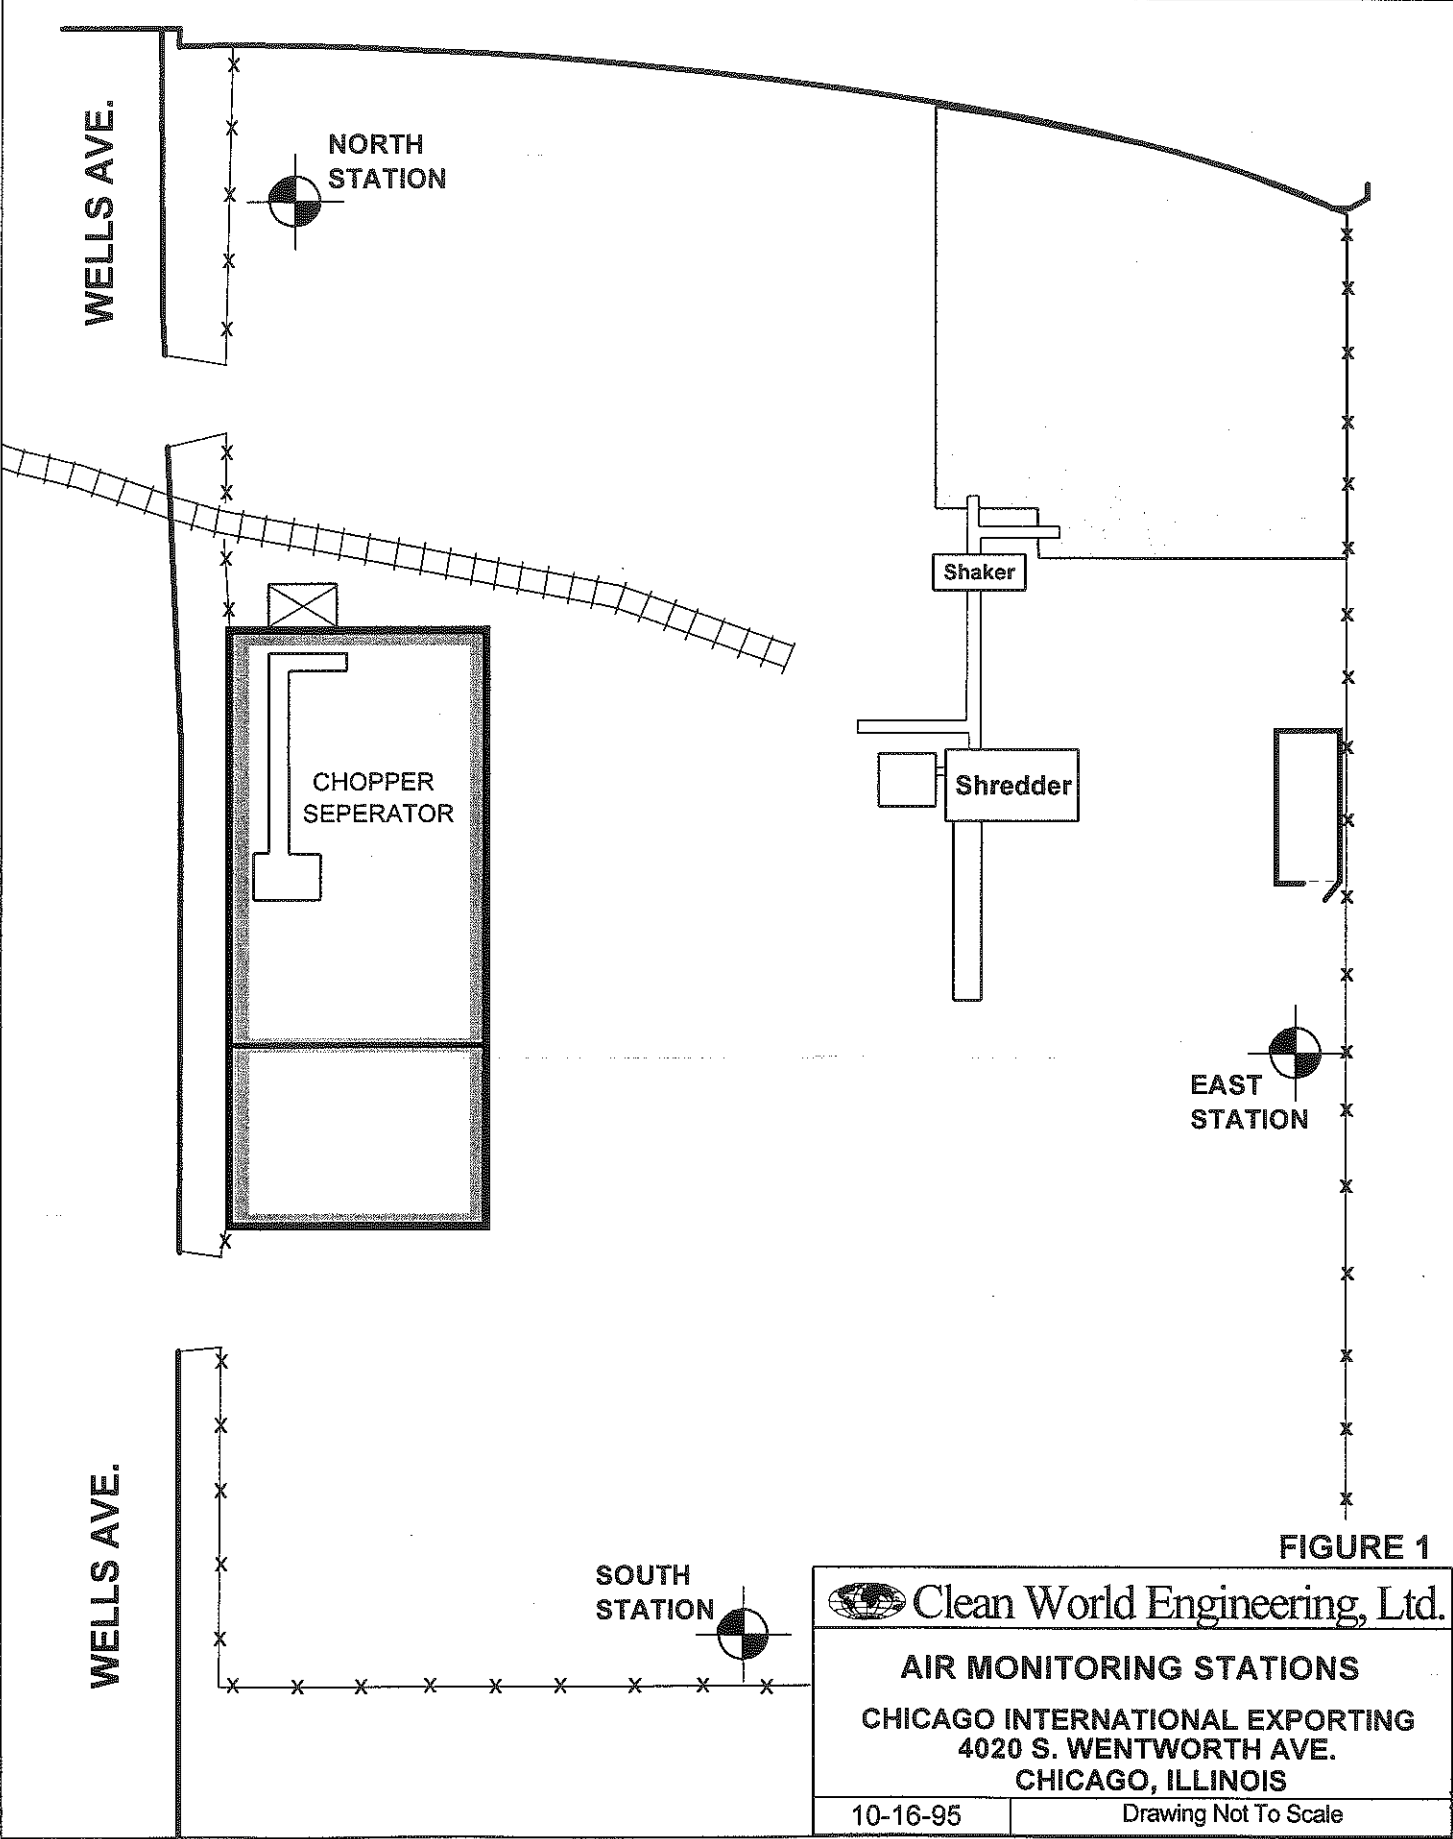 WELLS AVE.
NORTH
STATION
Shaker
CHOPPER
SEPERATOR
Shredder
EAST
STATION
WELLS AVE.
SOUTH
STATION
FIGURE 1
Clean World Engineering, Ltd.
AIR MONITORING STATIONS
CHICAGO INTERNATIONAL EXPORTING
4020 S. WENTWORTH AVE.
CHICAGO, ILLINOIS
10-16-95
Drawing Not To Scale